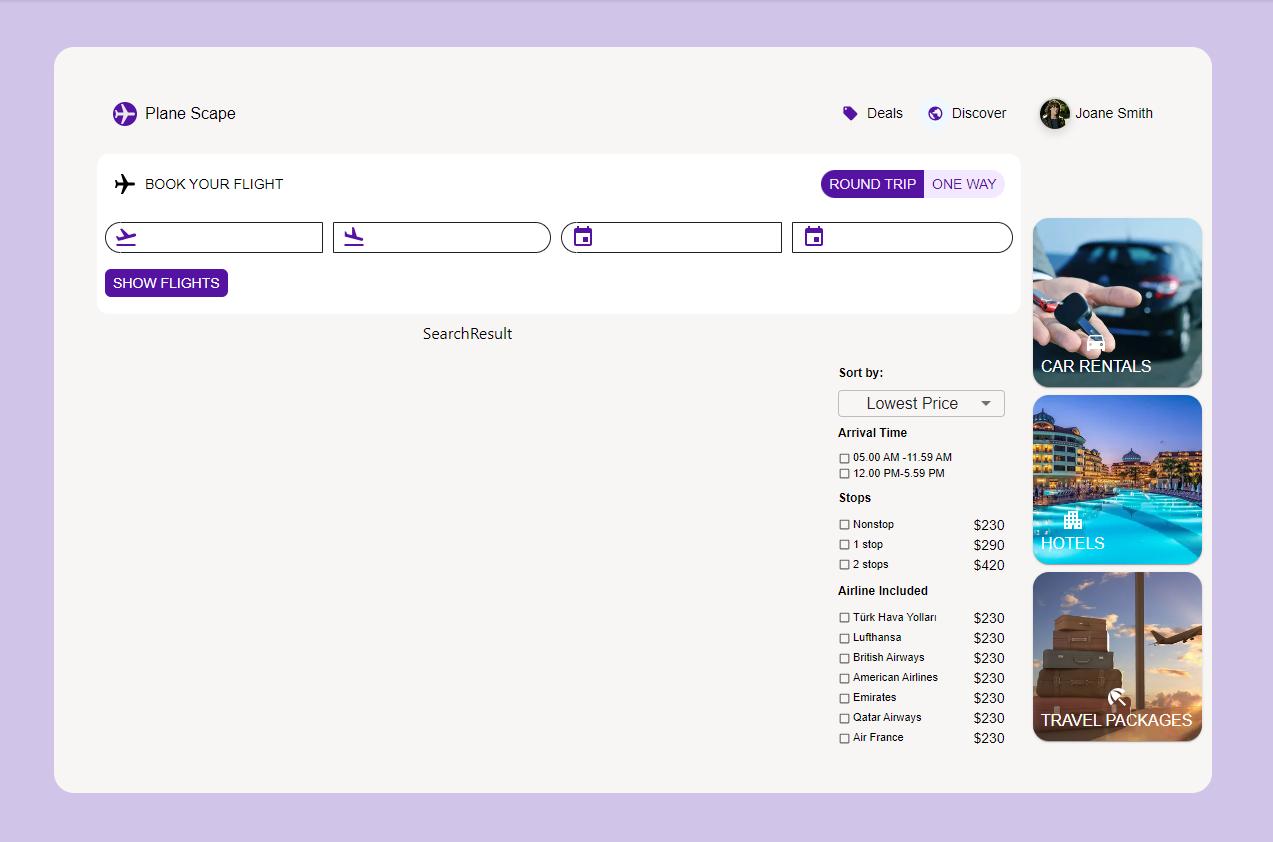 Plane Scape
Deals
Discover
Joane Smith
BOOK YOUR FLIGHT
ROUND TRIP
ONE WAY
SHOW FLIGHTS
SearchResult
Sort by:
Lowest Price
Arrival Time
05.00 AM -11.59 AM
12.00 PM-5.59 PM
Stops
Nonstop $230
1 stop $290
2 stops $420
Airline Included
Türk Hava Yolları $230
Lufthansa $230
British Airways $230
American Airlines $230
Emirates $230
Qatar Airways $230
Air France $230
CAR RENTALS
HOTELS
TRAVEL PACKAGES